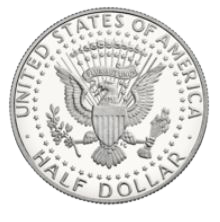 UNITED STATES OF AMERICA
HALF DOLLAR